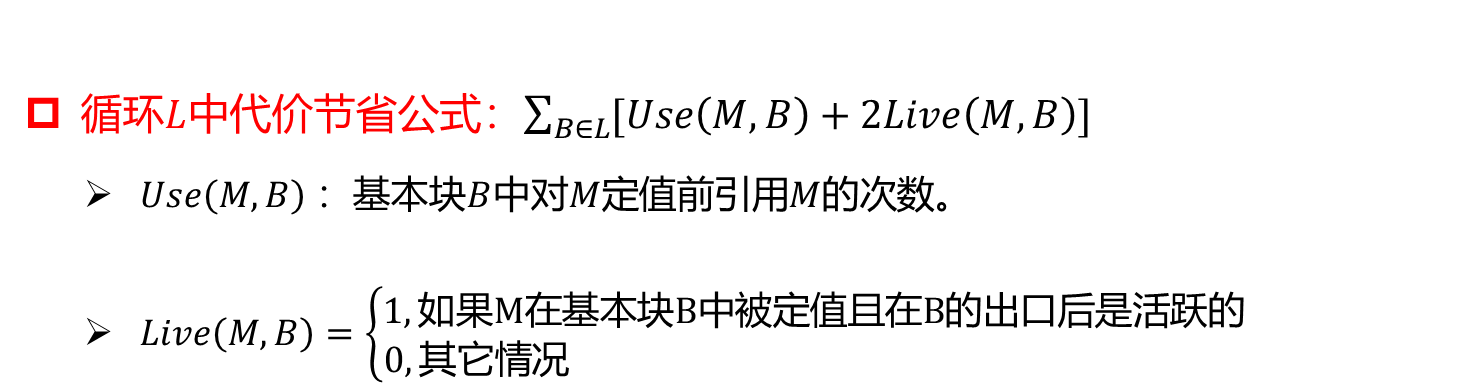 循环L中代价节省公式：∑_{B∈L}[Use(M, B) + 2Live(M, B)]
Use(M, B)：基本块B中对M定值前引用M的次数。
Live(M, B) = {1, 如果M在基本块B中被定值且在B的出口后是活跃的
0, 其它情况